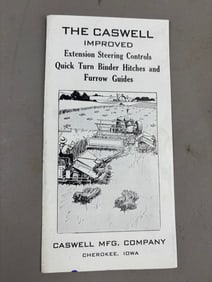 THE CASWELL
IMPROVED
Extension Steering Controls
Quick Turn Binder Hitches and
Furrow Guides
CASWELL MFG. COMPANY
CHEROKEE, IOWA